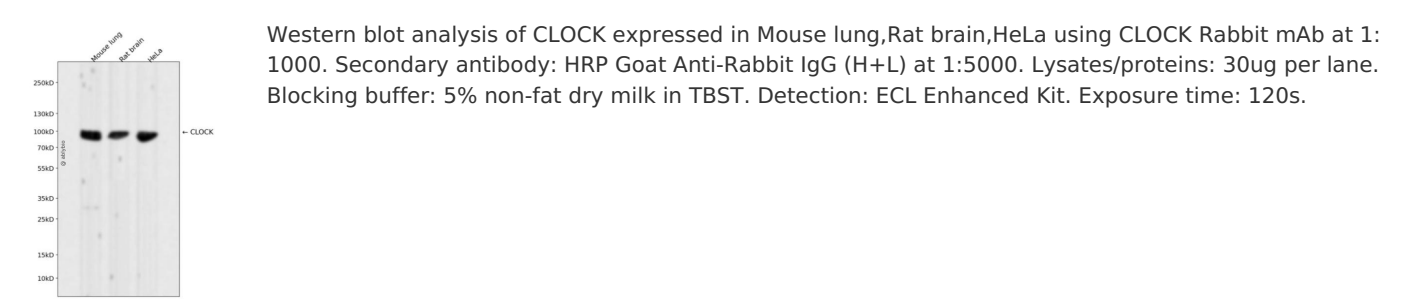 Mouse lung
Rat brain
HeLa
250kD
130kD
100kD
70kD
55kD
35kD
25kD
15kD
10kD
← CLOCK
Western blot analysis of CLOCK expressed in Mouse lung,Rat brain,HeLa using CLOCK Rabbit mAb at 1:
1000. Secondary antibody: HRP Goat Anti-Rabbit IgG (H+L) at 1:5000. Lysates/proteins: 30ug per lane.
Blocking buffer: 5% non-fat dry milk in TBST. Detection: ECL Enhanced Kit. Exposure time: 120s.